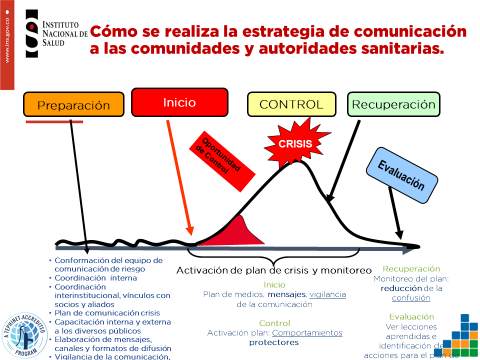 www.ins.gov.co
INSTITUTO
NACIONAL DE
SALUD
Cómo se realiza la estrategia de comunicación
a las comunidades y autoridades sanitarias.
Preparación
Inicio
CONTROL
Recuperación
Oportunidad
de Control
CRISIS
Evaluación
• Conformación del equipo de
comunicación de riesgo
• Coordinación interna
• Coordinación
interinstitucional, vínculos con
socios y aliados
• Plan de comunicación crisis
• Capacitación interna y externa
a los diversos públicos
• Elaboración de mensajes,
canales y formatos de difusión
• Vigilancia de la comunicación,
Activación de plan de crisis y monitoreo
Inicio
Plan de medios, mensajes, vigilancia
de la comunicación
Control
Activación plan: Comportamientos
protectores
Recuperación
Monitoreo del plan:
reducción de la
confusión
Evaluación
Ver lecciones
aprendidas e
identificación de
acciones para el plan de
A TEPHINET ACCREDITED
PROGRAM